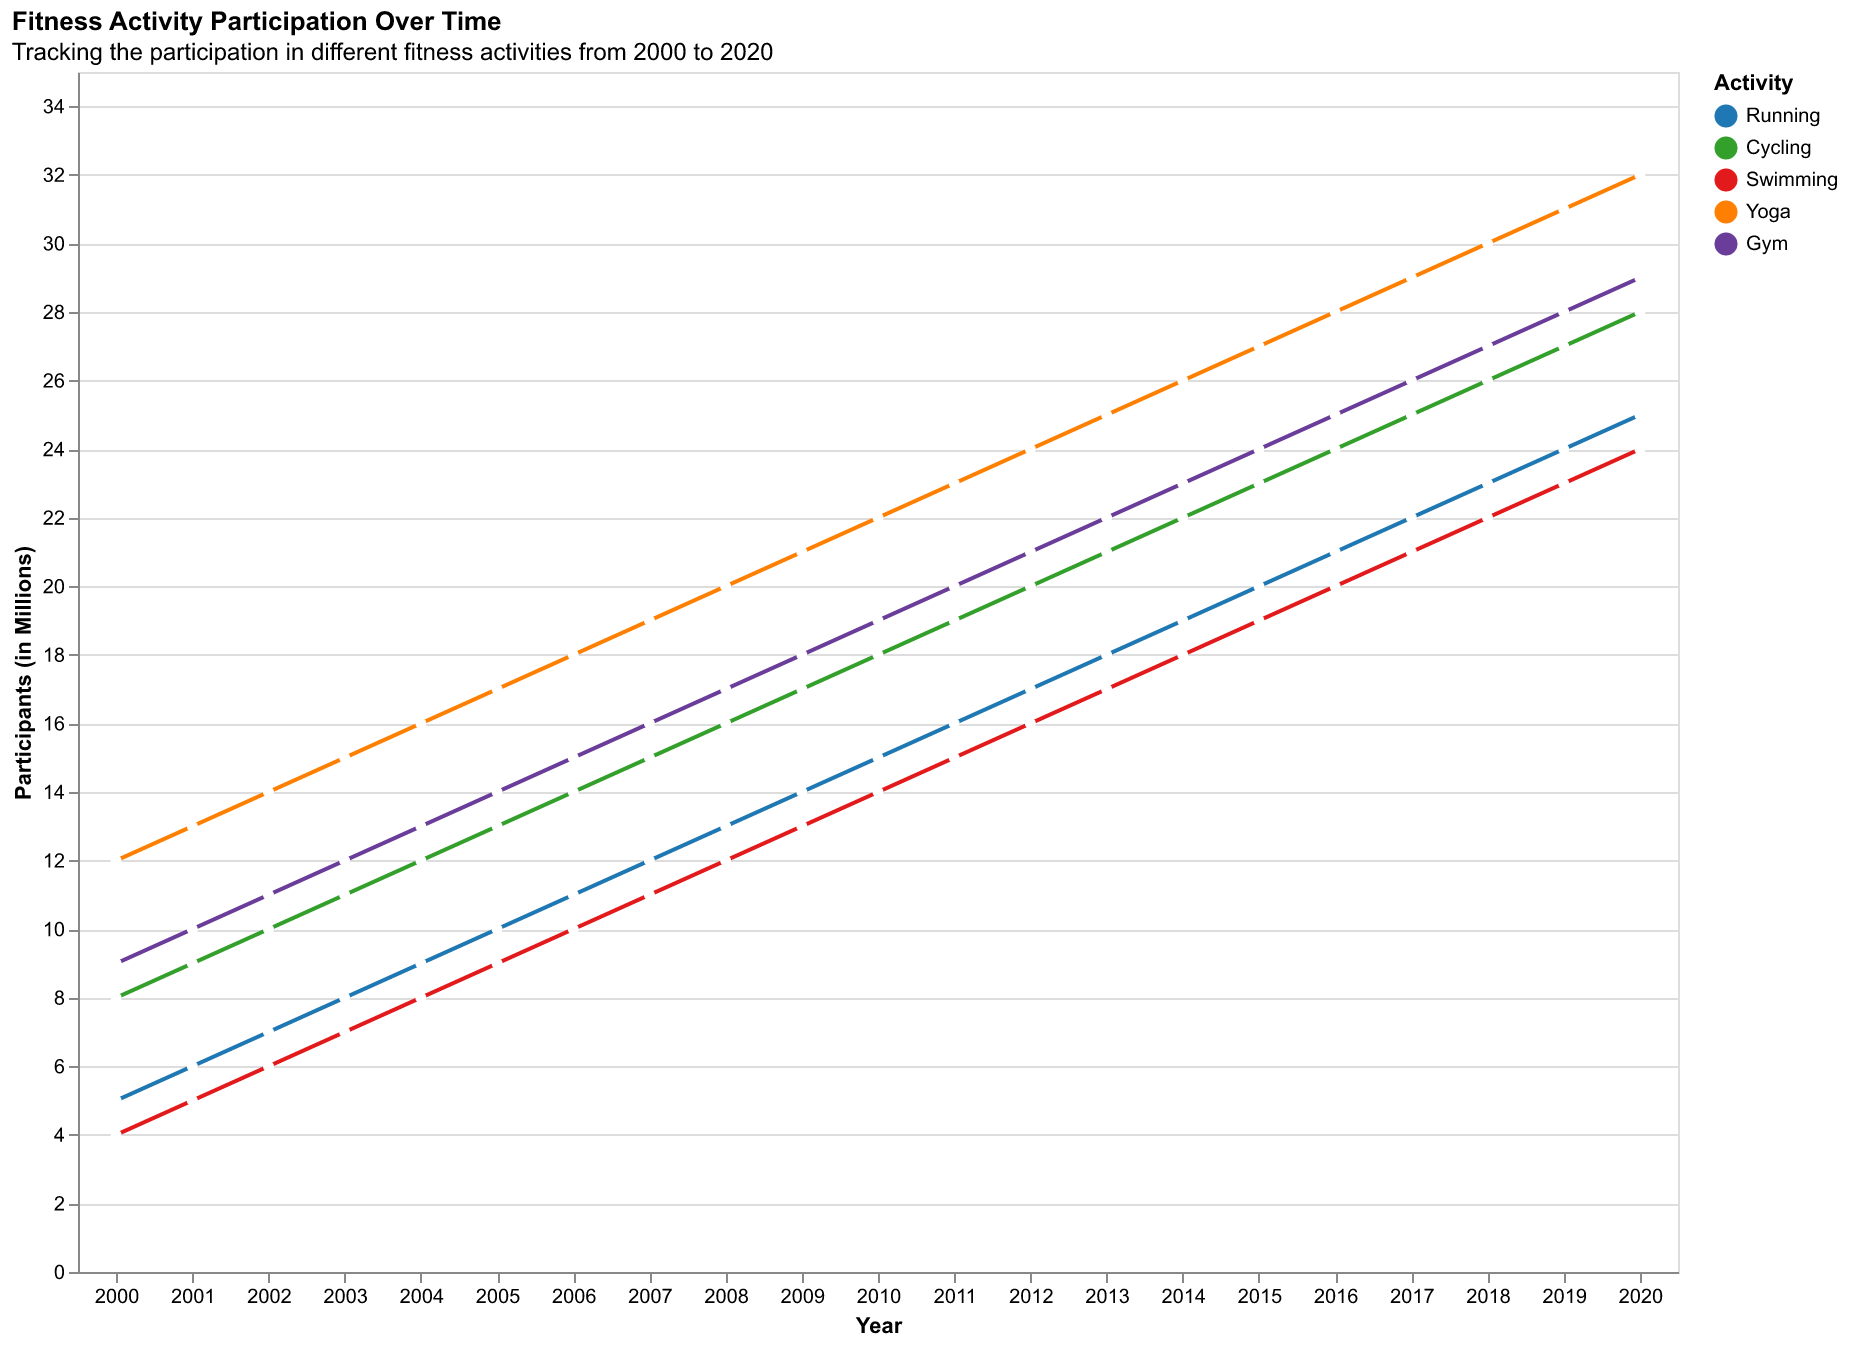 Fitness Activity Participation Over Time
Tracking the participation in different fitness activities from 2000 to 2020
Activity
Running
Cycling
Swimming
Yoga
Gym
Participants (in Millions)
34
32
30
28
26
24
22
20
18
16
14
12
10
8
6
4
2
0
2000 2001 2002 2003 2004 2005 2006 2007 2008 2009 2010 2011 2012 2013 2014 2015 2016 2017 2018 2019 2020
Year